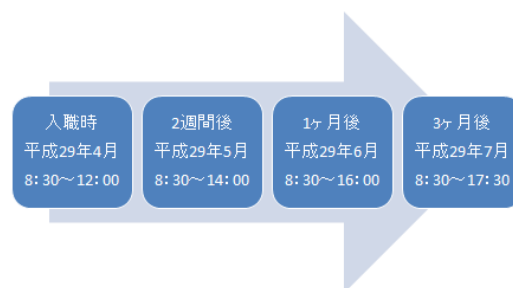 入職時
平成29年4月
8：30～12：00
2週間後
平成29年5月
8：30～14：00
1ヶ月後
平成29年6月
8：30～16：00
3ヶ月後
平成29年7月
8：30～17：30